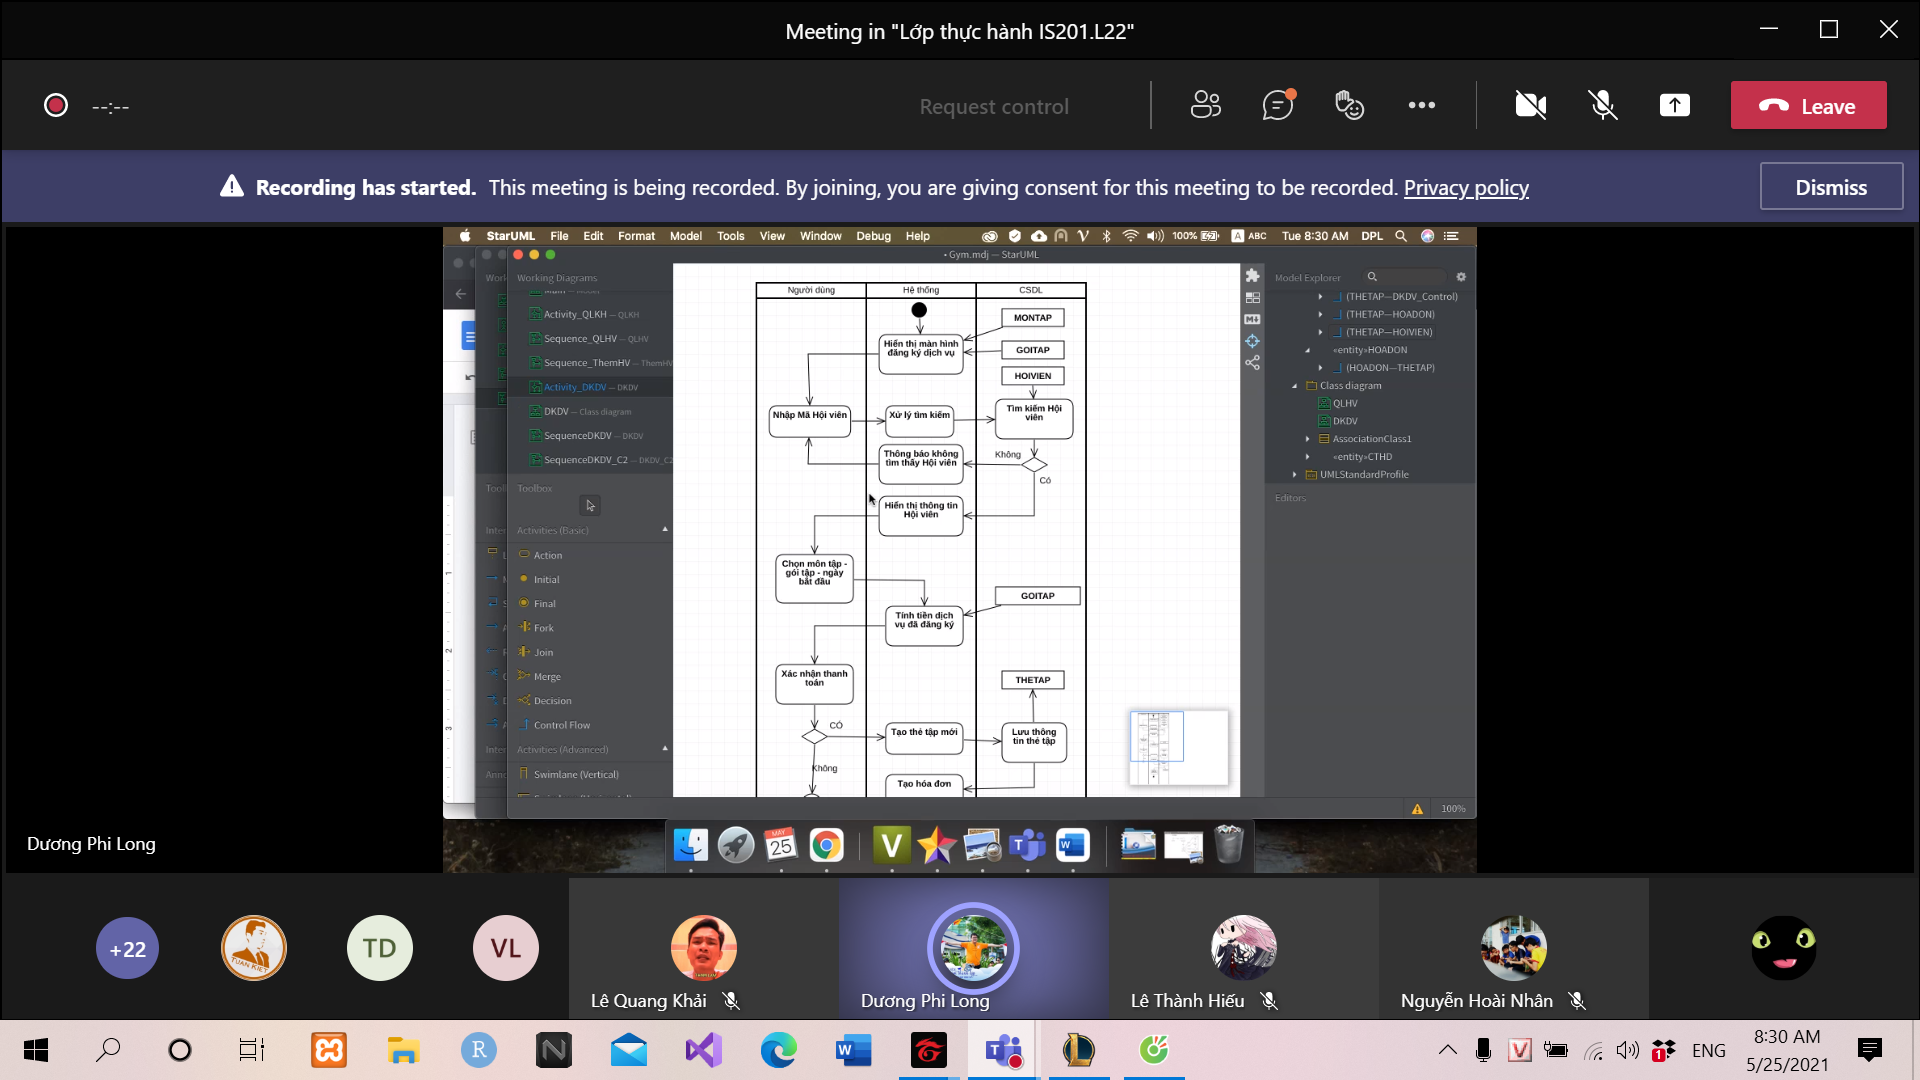 Meeting in "Lớp thực hành IS201.L22"
--:--
Request control
Leave
Recording has started. This meeting is being recorded. By joining, you are giving consent for this meeting to be recorded. Privacy policy
Dismiss
StarUML File Edit Format Model Tools View Window Debug Help
100% A ABC Tue 8:30 AM DPL
• Gym.mdj — StarUML
Working Diagrams
Activity_QLKH — QLKH
Sequence_QLHV — QLHV
Sequence_ThemHV — ThemHV
Activity_DKDV — DKDV
DKDV — Class diagram
SequenceDKDV — DKDV
SequenceDKDV_C2 — DKDV_C2
Toolbox
Activities (Basic)
Action
Initial
Final
Fork
Join
Merge
Decision
Control Flow
Activities (Advanced)
Swimlane (Vertical)
Người dùng
Hệ thống
CSDL
MONTAP
Hiển thị màn hình
đăng ký dịch vụ
GOITAP
HOIVIEN
Nhập Mã Hội viên
Xử lý tìm kiếm
Tìm kiếm Hội
viên
Thông báo không
tìm thấy Hội viên
Không
Có
Hiển thị thông tin
Hội viên
Chọn môn tập -
gói tập - ngày
bắt đầu
GOITAP
Tính tiền dịch
vụ đã đăng ký
Xác nhận thanh
toán
THETAP
CÓ
Tạo thẻ tập mới
Lưu thông
tin thẻ tập
Không
Tạo hóa đơn
Model Explorer
(THETAP—DKDV_Control)
(THETAP—HOADON)
(THETAP—HOIVIEN)
«entity»HOADON
(HOADON—THETAP)
Class diagram
QLHV
DKDV
AssociationClass1
«entity»CTHD
UMLStandardProfile
Editors
100%
MAY
25
Dương Phi Long
+22
TUAN KIET
TD
VL
Lê Quang Khải
Dương Phi Long
Lê Thành Hiếu
Nguyễn Hoài Nhân
ENG
8:30 AM
5/25/2021